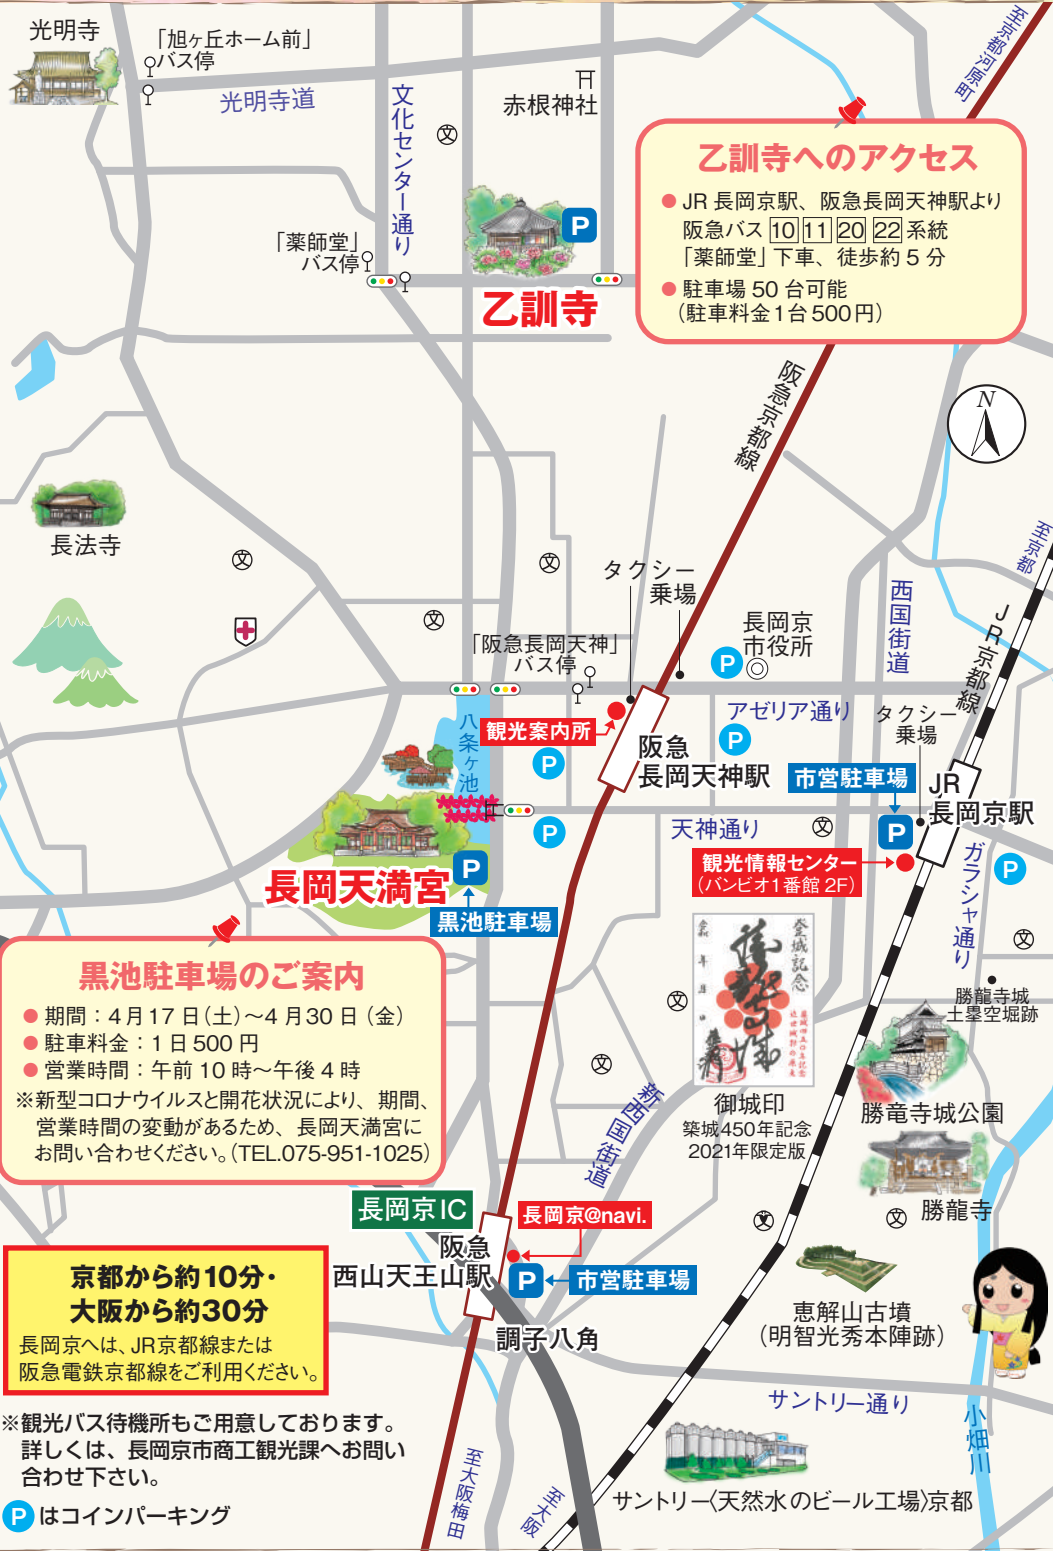 光明寺
「旭ヶ丘ホーム前」
バス停
光明寺道
文化センター通り
赤根神社
至京都河原町
乙訓寺へのアクセス
● JR 長岡京駅、阪急長岡天神駅より
阪急バス 10 11 20 22 系統
「薬師堂」下車、徒歩約 5 分
● 駐車場 50 台可能
(駐車料金1台500円)
「薬師堂」
バス停
P
乙訓寺
阪急京都線
N
長法寺
タクシー
乗場
「阪急長岡天神」
バス停
長岡京
市役所
P
西国街道
至京都
JR京都線
アゼリア通り
タクシー
乗場
八条ヶ池
観光案内所
P
P
阪急
長岡天神駅
市営駐車場
P
JR
長岡京駅
天神通り
P
観光情報センター
(バンビオ1番館 2F)
ガラシャ通り
P
長岡天満宮
P
黒池駐車場
黒池駐車場のご案内
● 期間：4月17日(土)～4月30日(金)
● 駐車料金：1日500円
● 営業時間：午前10時～午後4時
※新型コロナウイルスと開花状況により、期間、
営業時間の変動があるため、長岡天満宮に
お問い合わせください。(TEL.075-951-1025)
登城記念
御城印
築城450年記念
2021年限定版
勝龍寺城
土塁空堀跡
勝竜寺城公園
勝龍寺
新西国街道
長岡京IC
長岡京@navi.
阪急
西山天王山駅
P
市営駐車場
調子八角
恵解山古墳
(明智光秀本陣跡)
京都から約10分・
大阪から約30分
長岡京へは、JR京都線または
阪急電鉄京都線をご利用ください。
※観光バス待機所もご用意しております。
詳しくは、長岡京市商工観光課へお問い
合わせ下さい。
P はコインパーキング
サントリー通り
小畑川
至大阪梅田
至大阪
サントリー〈天然水のビール工場〉京都